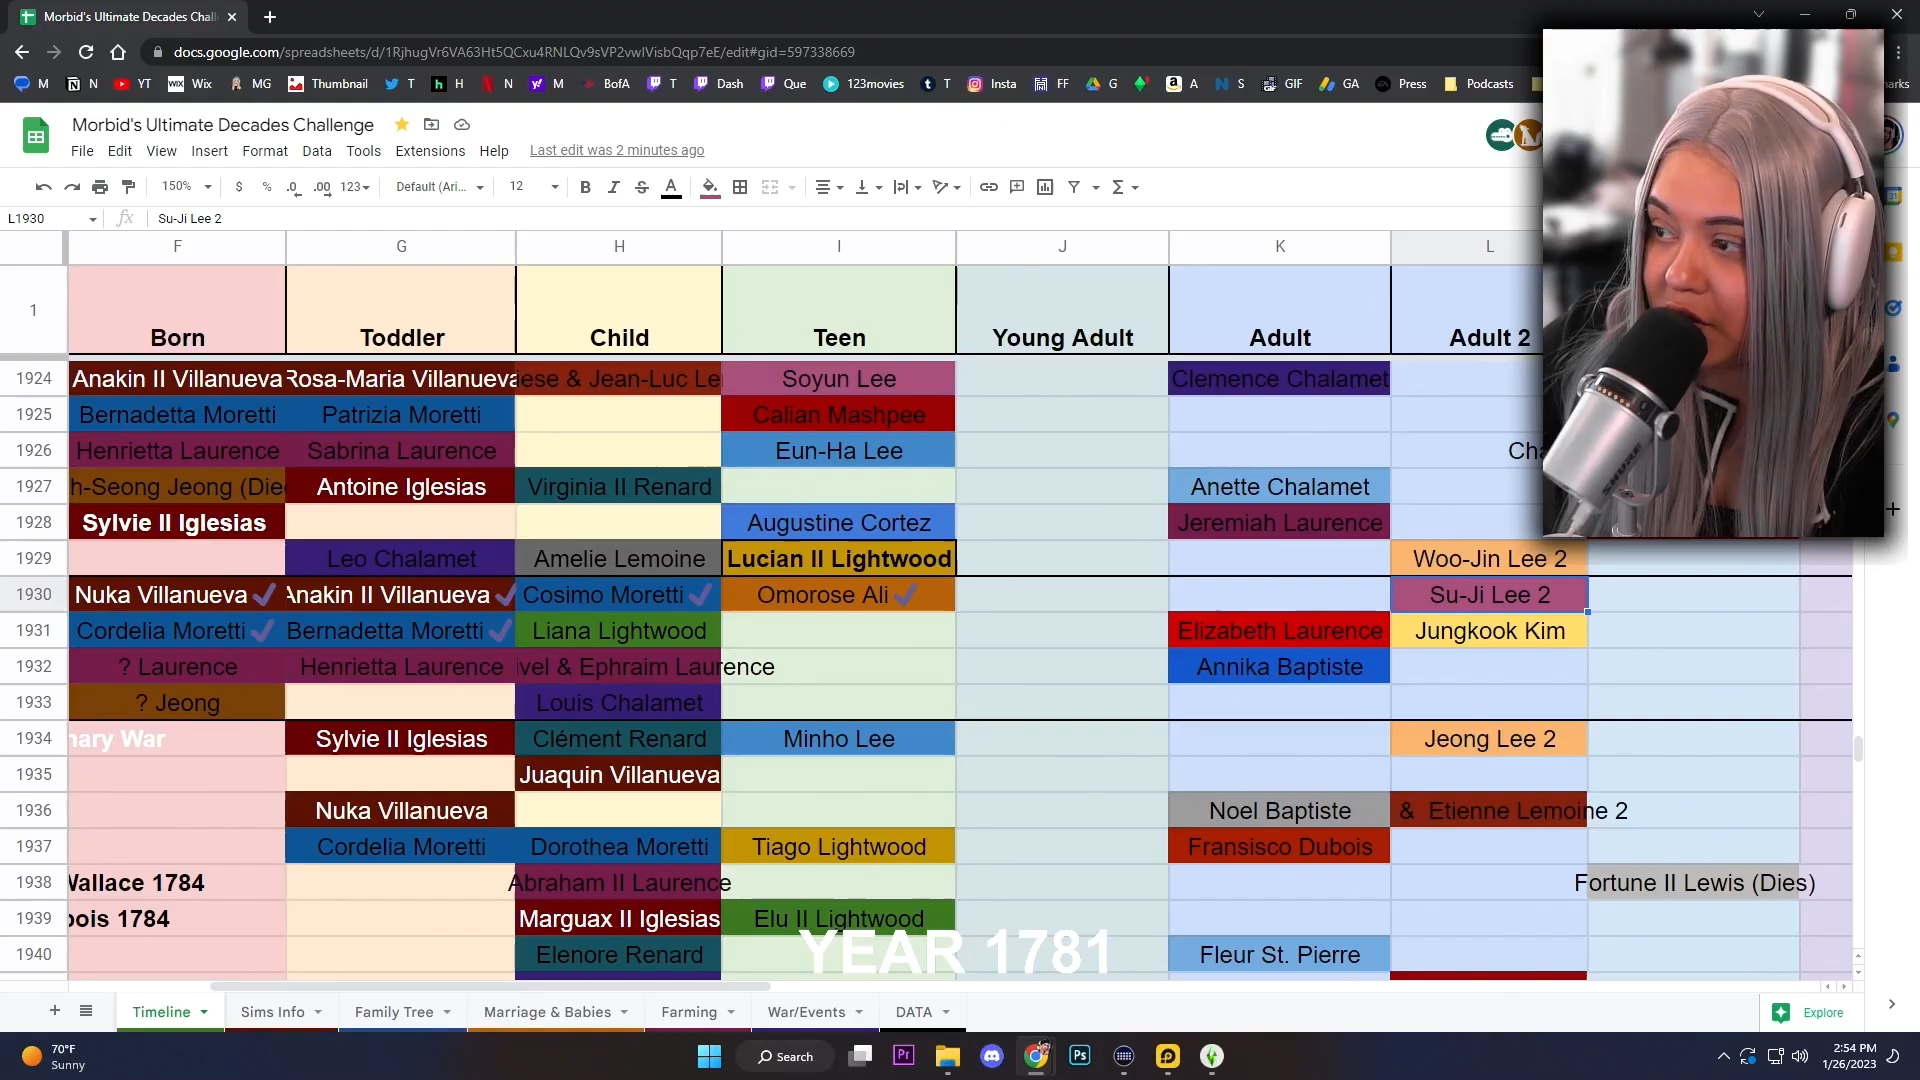 Morbid's Ultimate Decades Chall
docs.google.com/spreadsheets/d/1RjhugVr6VA63Ht5QCxu4RNLQv9sVP2vwIVisbQqp7eE/edit#gid=597338669
M N YT Wix MG Thumbnail T H N M BofA T Dash Que 123movies T Insta FF G A S GIF GA Press Podcasts
Morbid's Ultimate Decades Challenge
File Edit View Insert Format Data Tools Extensions Help Last edit was 2 minutes ago
150% $ % .0 .00 123 Default (Ari... 12 B I S A
L1930 fx Su-Ji Lee 2
F G H I J K L
1 Born Toddler Child Teen Young Adult Adult Adult 2
1924 Anakin II Villanueva Rosa-Maria Villanueva ese & Jean-Luc Le Soyun Lee Clemence Chalamet
1925 Bernadetta Moretti Patrizia Moretti Calian Mashpee
1926 Henrietta Laurence Sabrina Laurence Eun-Ha Lee Cha
1927 h-Seong Jeong (Die Antoine Iglesias Virginia II Renard Anette Chalamet
1928 Sylvie II Iglesias Augustine Cortez Jeremiah Laurence
1929 Leo Chalamet Amelie Lemoine Lucian II Lightwood Woo-Jin Lee 2
1930 Nuka Villanueva Anakin II Villanueva Cosimo Moretti Omorose Ali Su-Ji Lee 2
1931 Cordelia Moretti Bernadetta Moretti Liana Lightwood Elizabeth Laurence Jungkook Kim
1932 ? Laurence Henrietta Laurence ivel & Ephraim Laurence Annika Baptiste
1933 ? Jeong Louis Chalamet
1934 nary War Sylvie II Iglesias Clément Renard Minho Lee Jeong Lee 2
1935 Juaquin Villanueva
1936 Nuka Villanueva Noel Baptiste & Etienne Lemoine 2
1937 Cordelia Moretti Dorothea Moretti Tiago Lightwood Fransisco Dubois
1938 Wallace 1784 Abraham II Laurence Fortune II Lewis (Dies)
1939 ois 1784 Marguax II Iglesias Elu II Lightwood
1940 Elenore Renard Fleur St. Pierre
YEAR 1781
Timeline Sims Info Family Tree Marriage & Babies Farming War/Events DATA Explore
70°F
Sunny
Search
2:54 PM
1/26/2023